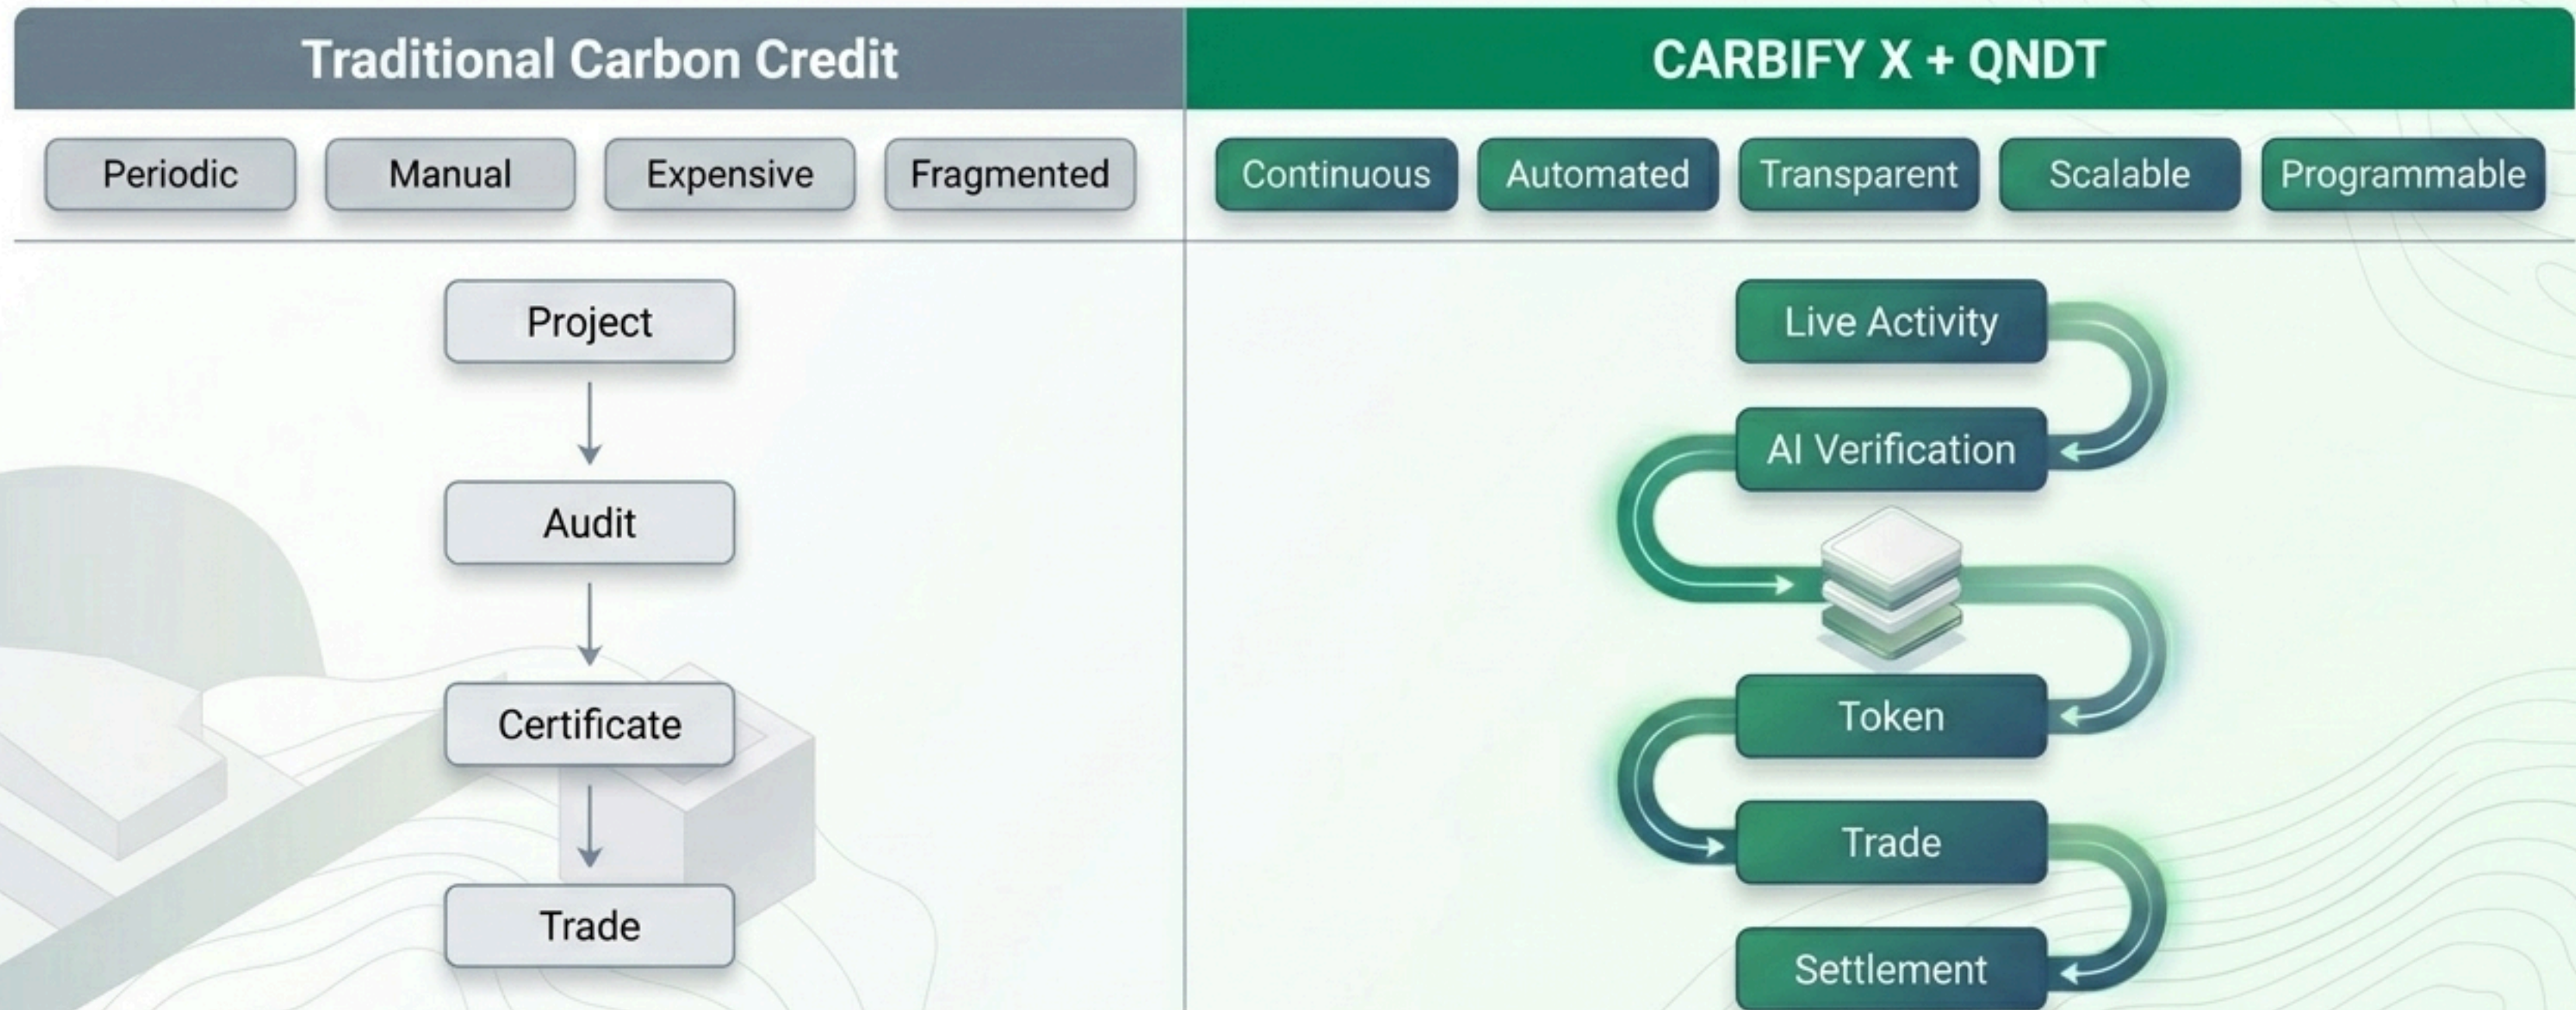 Traditional Carbon Credit
CARBIFY X + QNDT
Periodic
Manual
Expensive
Fragmented
Continuous
Automated
Transparent
Scalable
Programmable
Project
Audit
Certificate
Trade
Live Activity
AI Verification
Token
Trade
Settlement